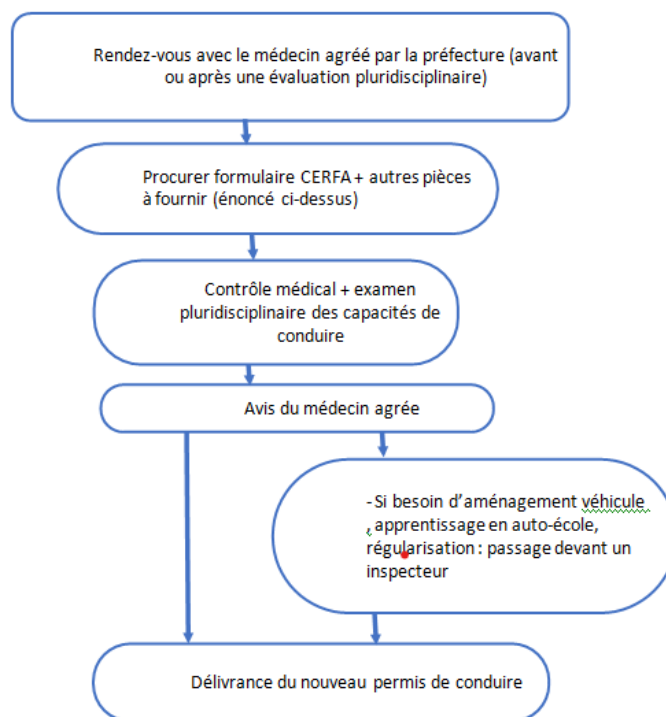 Rendez-vous avec le médecin agréé par la préfecture (avant
ou après une évaluation pluridisciplinaire)
Procurer formulaire CERFA + autres pièces
à fournir (énoncé ci-dessus)
Contrôle médical + examen
pluridisciplinaire des capacités de
conduire
Avis du médecin agrée
- Si besoin d’aménagement véhicule
, apprentissage en auto-école,
régularisation : passage devant un
inspecteur
Délivrance du nouveau permis de conduire